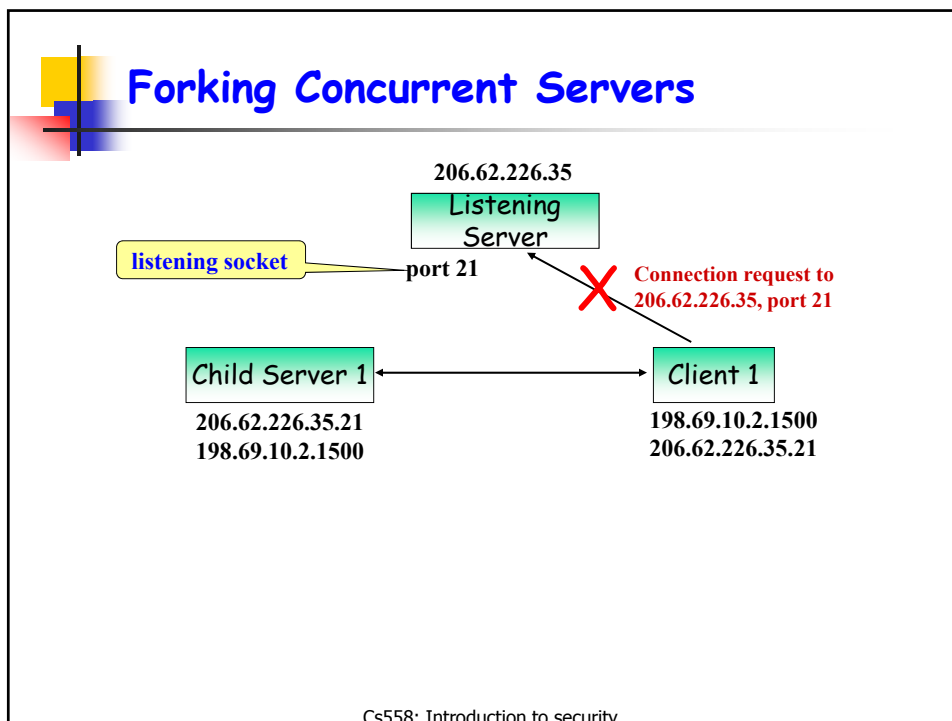 Forking Concurrent Servers
206.62.226.35
Listening
Server
listening socket
port 21
Connection request to
206.62.226.35, port 21
Child Server 1
Client 1
206.62.226.35.21
198.69.10.2.1500
198.69.10.2.1500
206.62.226.35.21
Cs558: Introduction to security